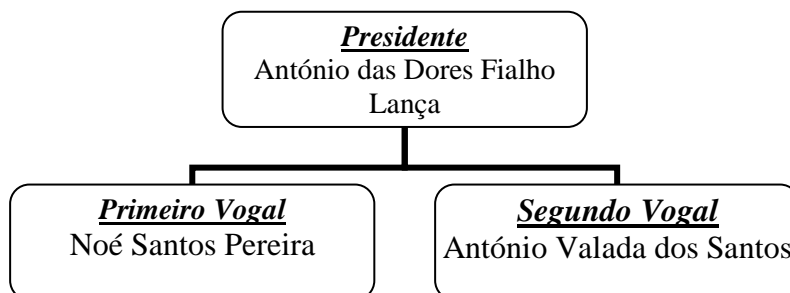 Presidente
António das Dores Fialho
Lança
Primeiro Vogal
Noé Santos Pereira
Segundo Vogal
António Valada dos Santos